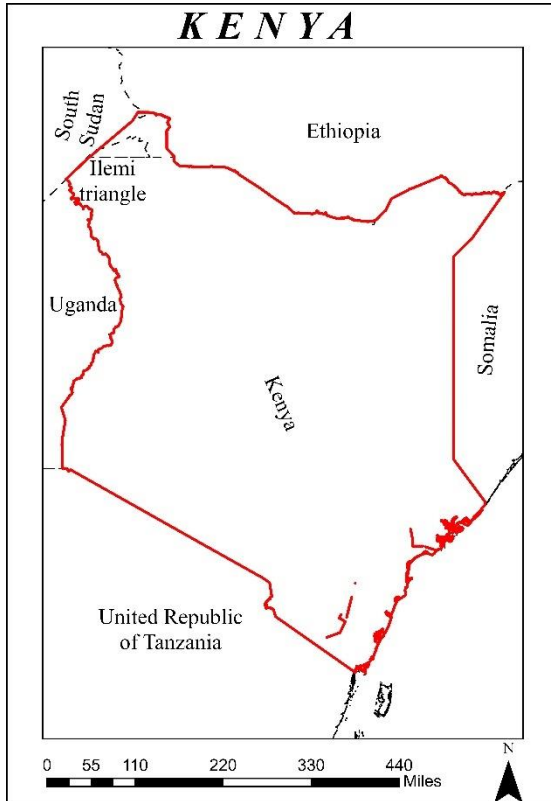 KENYA
South
Sudan
Ethiopia
Ilemi
triangle
Uganda
Somalia
Kenya
United Republic
of Tanzania
N
0 55 110 220 330 440
Miles